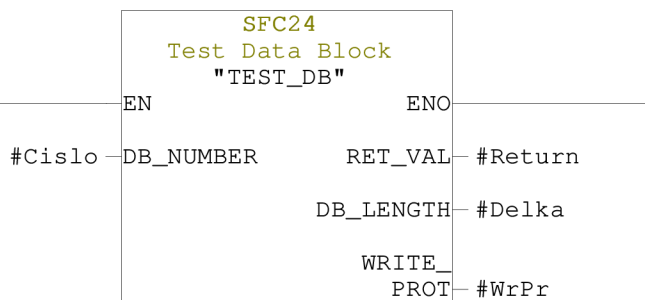 SFC24
Test Data Block
"TEST_DB"
EN ENO
#Cislo DB_NUMBER RET_VAL #Return
DB_LENGTH #Delka
WRITE_
PROT #WrPr